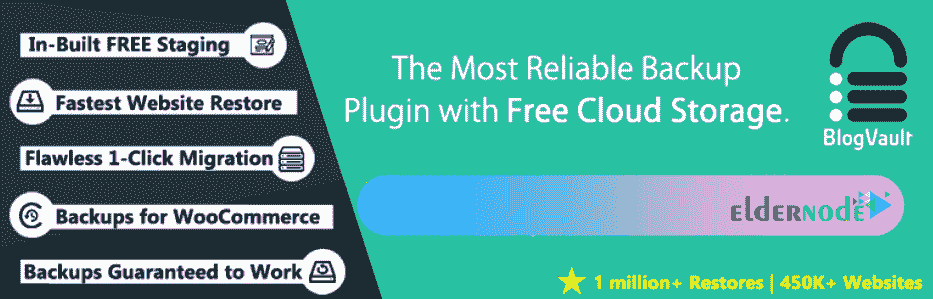 In-Built FREE Staging
Fastest Website Restore
Flawless 1-Click Migration
Backups for WooCommerce
Backups Guaranteed to Work
The Most Reliable Backup
Plugin with Free Cloud Storage.
BlogVault
eldernode
1 million+ Restores | 450K+ Websites